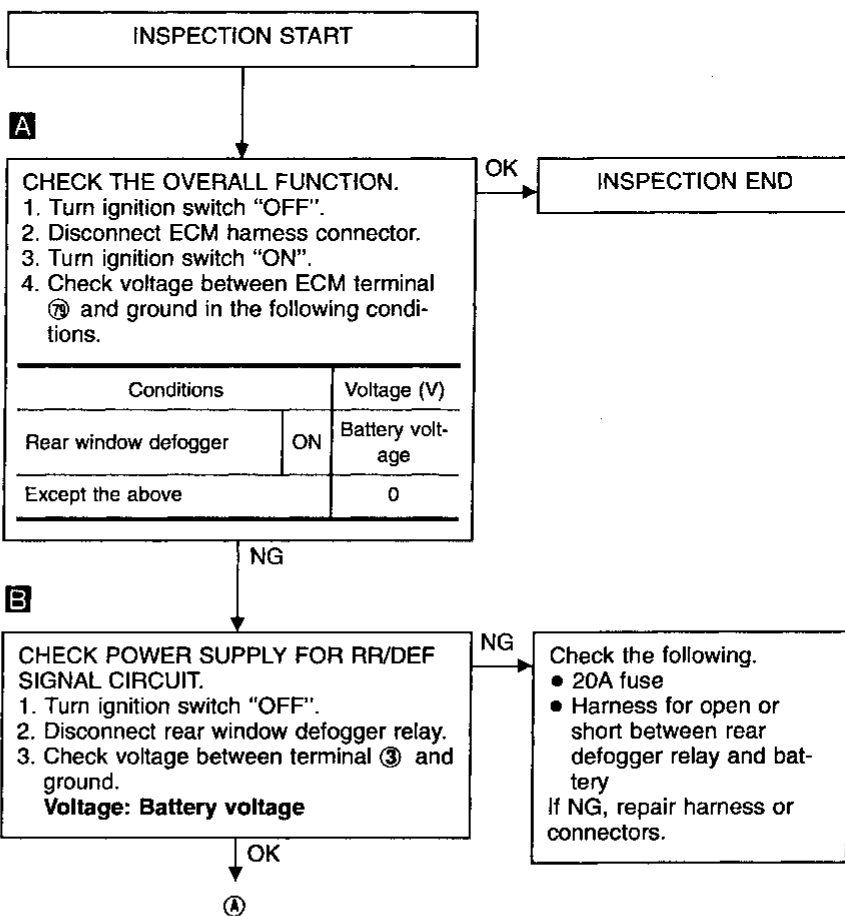 INSPECTION START
A
CHECK THE OVERALL FUNCTION.
1. Turn ignition switch “OFF”.
2. Disconnect ECM harness connector.
3. Turn ignition switch “ON”.
4. Check voltage between ECM terminal
㊆ and ground in the following condi-
tions.
Conditions Voltage (V)
Rear window defogger ON Battery volt-
age
Except the above 0
OK
INSPECTION END
NG
B
CHECK POWER SUPPLY FOR RR/DEF
SIGNAL CIRCUIT.
1. Turn ignition switch “OFF”.
2. Disconnect rear window defogger relay.
3. Check voltage between terminal ③ and
ground.
Voltage: Battery voltage
NG
Check the following.
● 20A fuse
● Harness for open or
short between rear
defogger relay and bat-
tery
If NG, repair harness or
connectors.
OK
Ⓐ